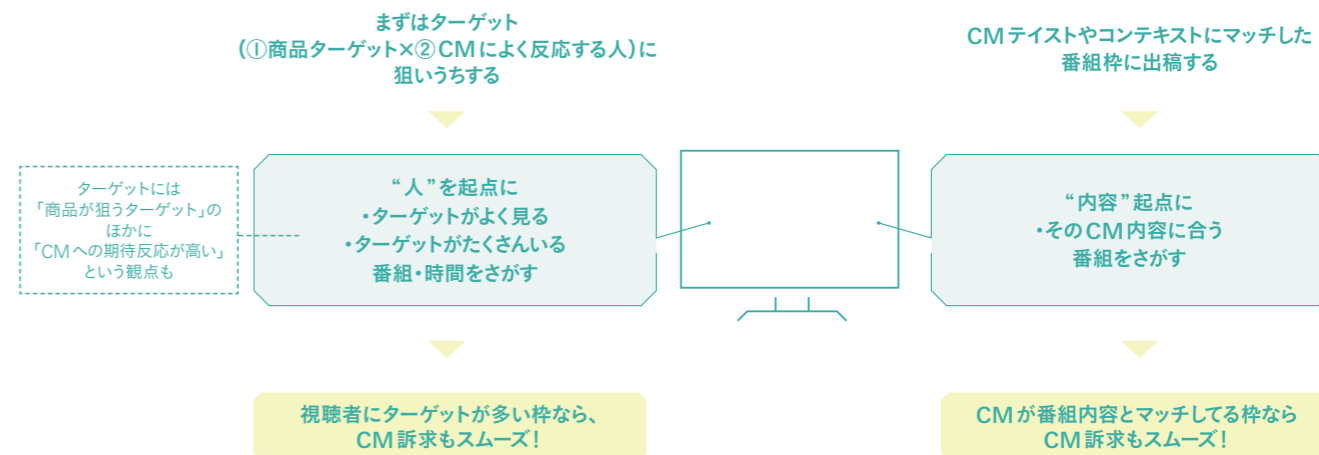 まずはターゲット
(①商品ターゲット×②CMによく反応する人)に
狙いうちする
ターゲットには
「商品が狙うターゲット」の
ほかに
「CMへの期待反応が高い」
という観点も
“人”を起点に
・ターゲットがよく見る
・ターゲットがたくさんいる
番組・時間をさがす
視聴者にターゲットが多い枠なら、
CM訴求もスムーズ！
CMテイストやコンテキストにマッチした
番組枠に出稿する
“内容”起点に
・そのCM内容に合う
番組をさがす
CMが番組内容とマッチしてる枠なら
CM訴求もスムーズ！